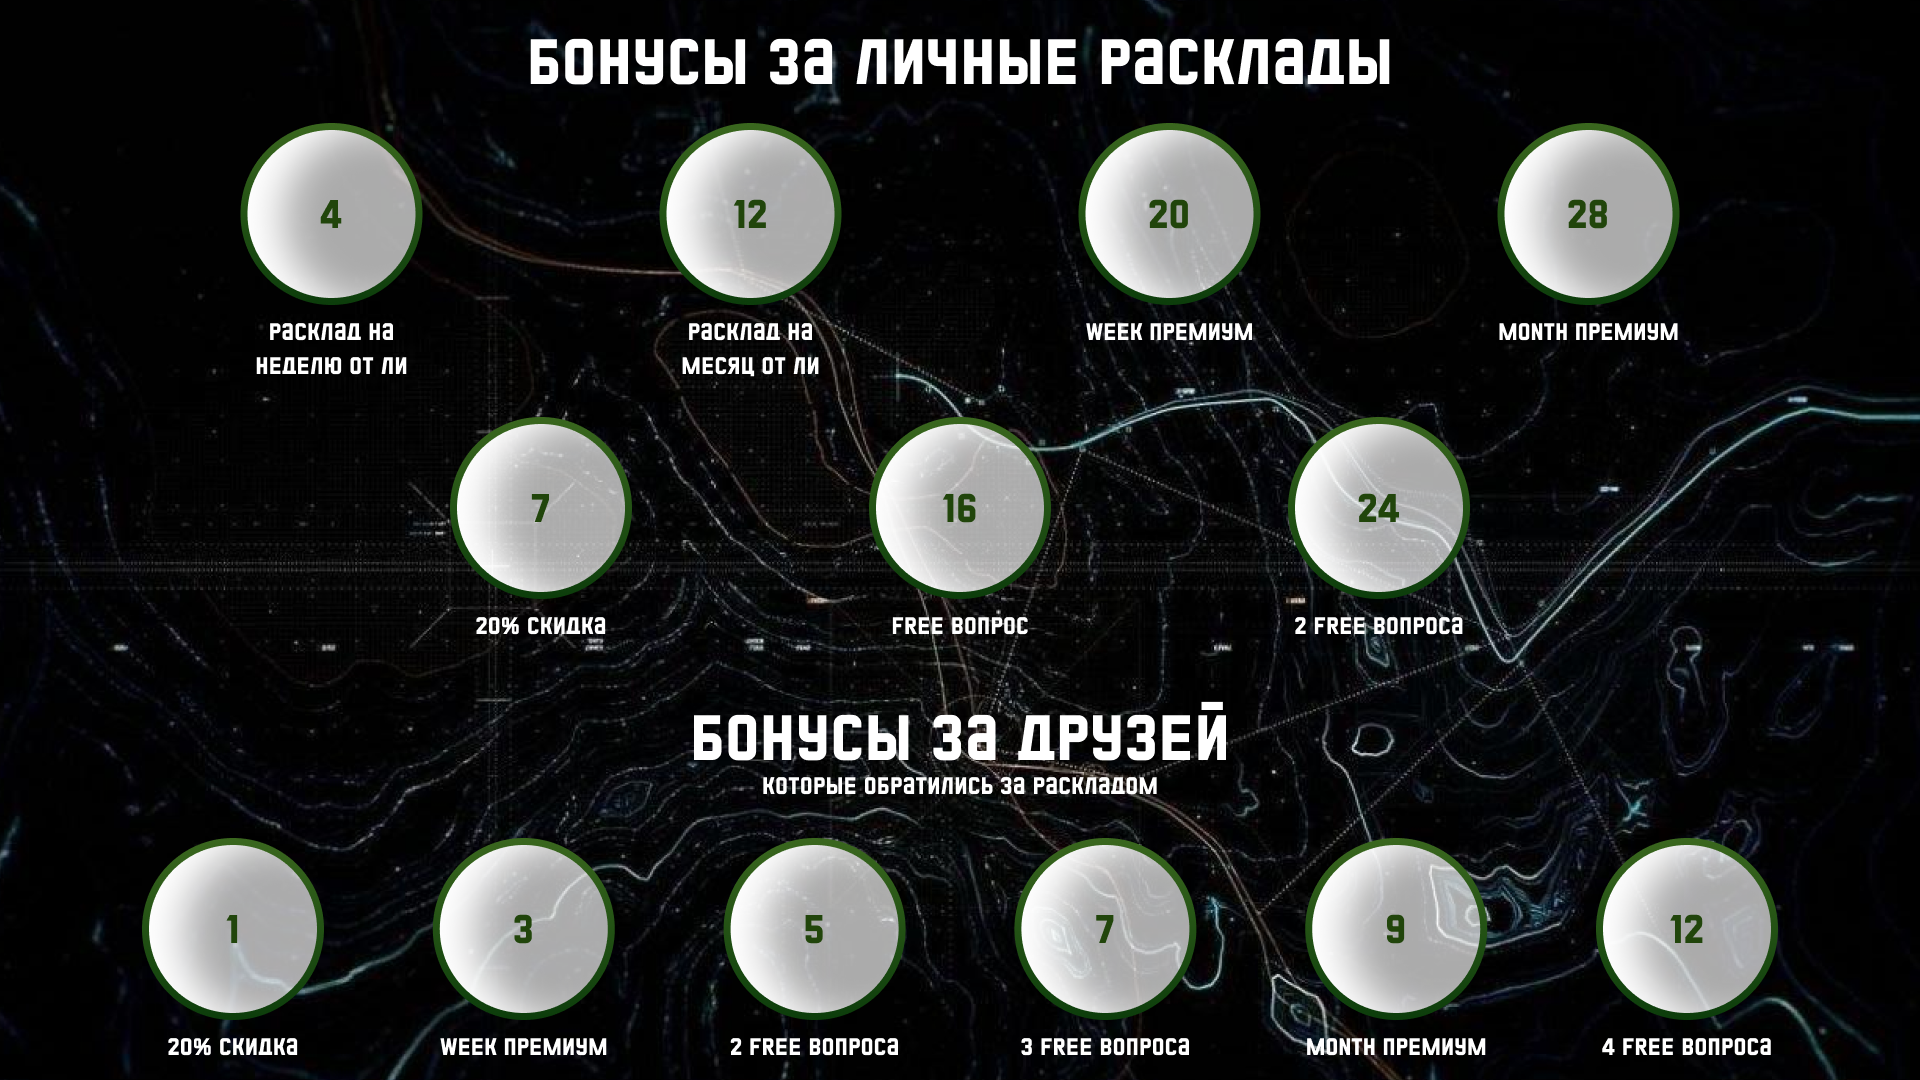 БОНУСЫ ЗА ЛИЧНЫЕ РАСКЛАДЫ
4
12
20
28
РАСКЛАД НА
НЕДЕЛЮ ОТ ЛИ
РАСКЛАД НА
МЕСЯЦ ОТ ЛИ
WEEK ПРЕМИУМ
MONTH ПРЕМИУМ
7
16
24
20% СКИДКА
FREE ВОПРОС
2 FREE ВОПРОСА
БОНУСЫ ЗА ДРУЗЕЙ
КОТОРЫЕ ОБРАТИЛИСЬ ЗА РАСКЛАДОМ
1
3
5
7
9
12
20% СКИДКА
WEEK ПРЕМИУМ
2 FREE ВОПРОСА
3 FREE ВОПРОСА
MONTH ПРЕМИУМ
4 FREE ВОПРОСА